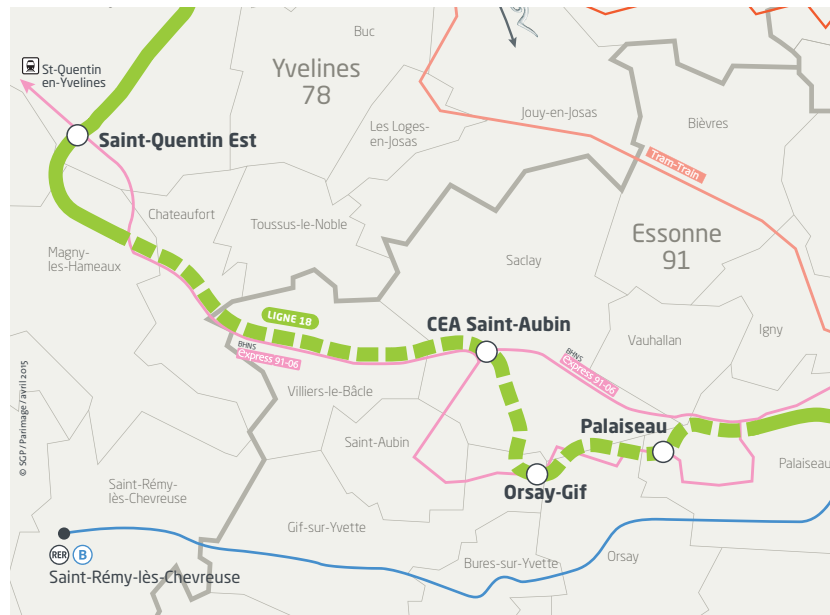 Buc
St-Quentin
en-Yvelines
Yvelines
78
Jouy-en-Josas
Bièvres
Les Loges-
en-Josas
Saint-Quentin Est
Tram-Train
Chateaufort
Toussus-le-Noble
Essonne
91
Magny-
les-Hameaux
Saclay
LIGNE 18
CEA Saint-Aubin
Vauhallan
Igny
BHNS
express 91-06
BHNS
express 91-06
Villiers-le-Bâcle
Palaiseau
Saint-Aubin
Palaiseau
Saint-Rémy-
lès-Chevreuse
Orsay-Gif
Gif-sur-Yvette
RER B
Saint-Rémy-lès-Chevreuse
Bures-sur-Yvette
Orsay
© SGP / Parimage / avril 2015